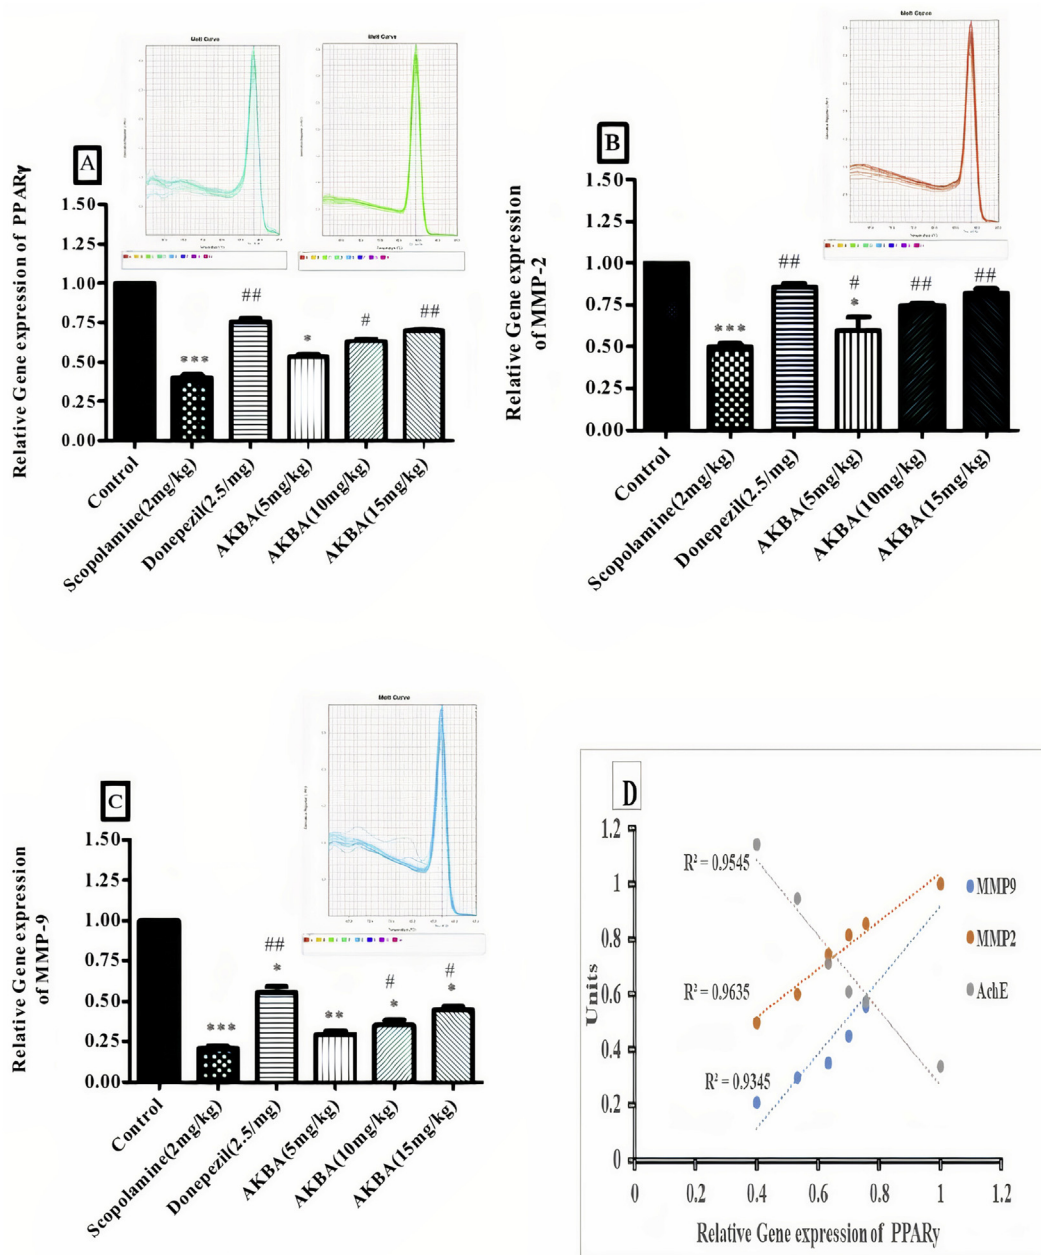 Melt Curve
Melt Curve
A
Relative Gene expression of PPARγ
1.50
1.25
1.00
0.75
0.50
0.25
0.00
***
##
*
#
##
Control
Scopolamine(2mg/kg)
Donepezil(2.5/mg)
AKBA(5mg/kg)
AKBA(10mg/kg)
AKBA(15mg/kg)
Melt Curve
B
Relative Gene expression
of MMP-2
1.50
1.25
1.00
0.75
0.50
0.25
0.00
***
##
#
*
##
##
Control
Scopolamine(2mg/kg)
Donepezil(2.5/mg)
AKBA(5mg/kg)
AKBA(10mg/kg)
AKBA(15mg/kg)
Melt Curve
C
Relative Gene expression
of MMP-9
1.50
1.25
1.00
0.75
0.50
0.25
0.00
***
##
*
**
#
*
#
*
Control
Scopolamine(2mg/kg)
Donepezil(2.5/mg)
AKBA(5mg/kg)
AKBA(10mg/kg)
AKBA(15mg/kg)
D
Units
1.2
1
0.8
0.6
0.4
0.2
0
R² = 0.9545
R² = 0.9635
R² = 0.9345
MMP9
MMP2
AchE
0 0.2 0.4 0.6 0.8 1 1.2
Relative Gene expression of PPARy